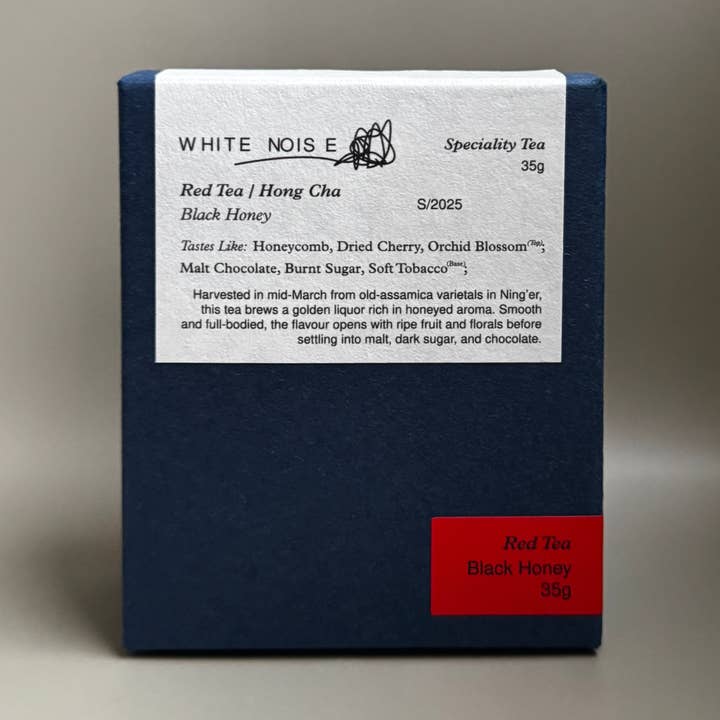 WHITE NOISE
Speciality Tea
35g
Red Tea | Hong Cha
S/2025
Black Honey
Tastes Like: Honeycomb, Dried Cherry, Orchid Blossom(Top);
Malt Chocolate, Burnt Sugar, Soft Tobacco(Base);
Harvested in mid-March from old-assamica varietals in Ning'er,
this tea brews a golden liquor rich in honeyed aroma. Smooth
and full-bodied, the flavour opens with ripe fruit and florals before
settling into malt, dark sugar, and chocolate.
Red Tea
Black Honey
35g